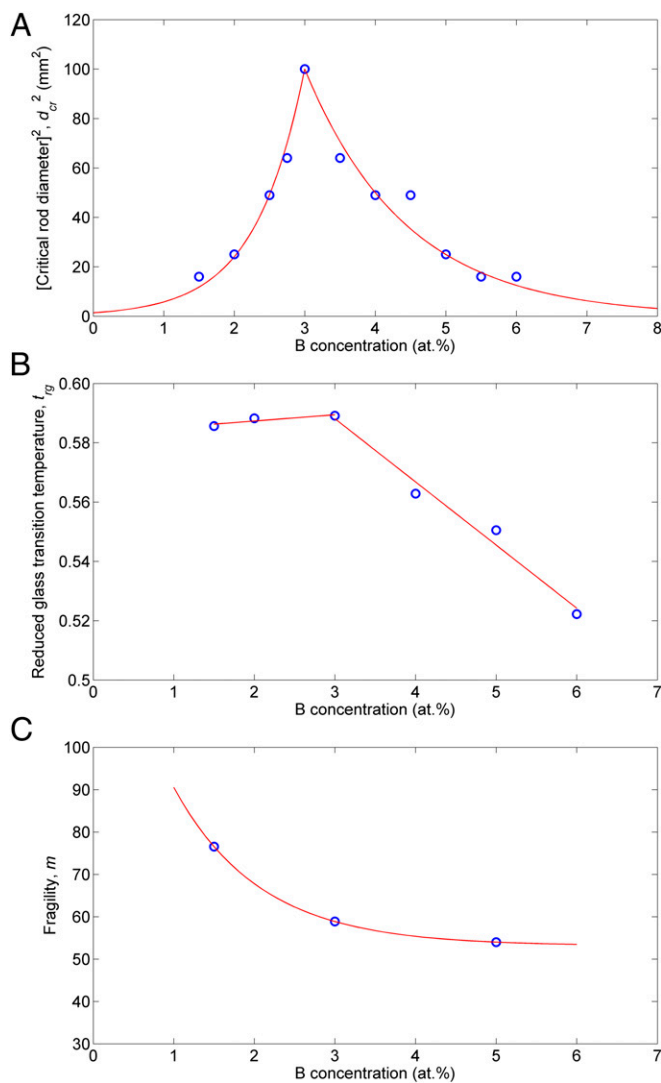 A
[Critical rod diameter]², d_cr² (mm²)
120
100
80
60
40
20
0
0 1 2 3 4 5 6 7 8
B concentration (at.%)
B
Reduced glass transition temperature, t_rg
0.60
0.58
0.56
0.54
0.52
0.5
0 1 2 3 4 5 6 7
B concentration (at.%)
C
Fragility, m
100
90
80
70
60
50
40
30
0 1 2 3 4 5 6 7
B concentration (at.%)